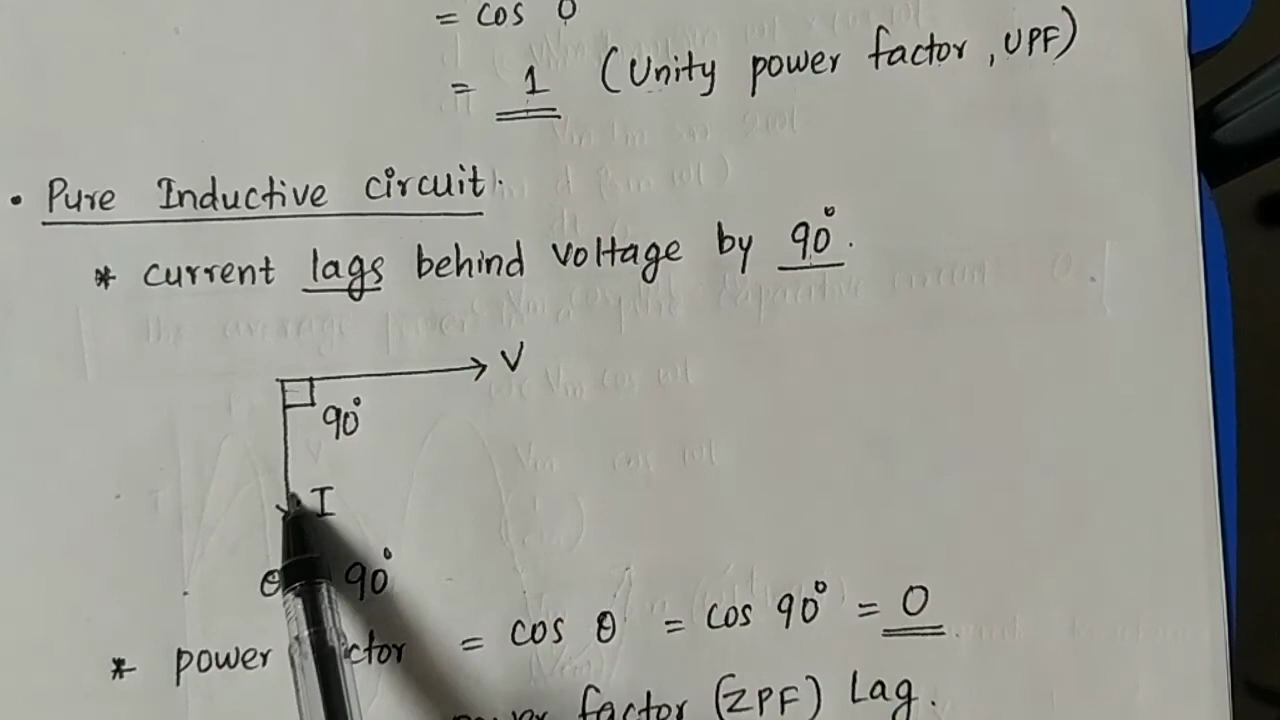 = cos 0
= 1 (Unity power factor, UPF)
• Pure Inductive circuit.
* current lags behind voltage by 90°.
V
90°
I
θ 90°
* power ctor = cos θ = cos 90° = 0
factor (ZPF) Lag.